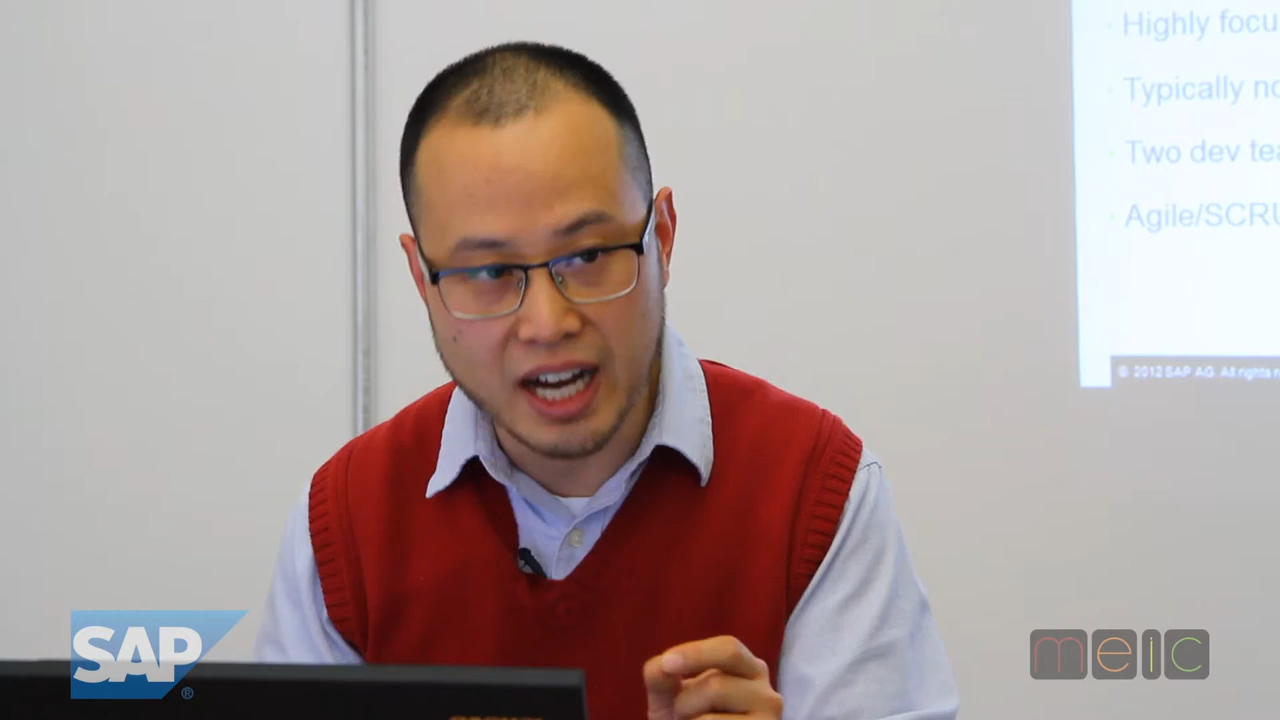 Highly focu
Typically no
Two dev tea
Agile/SCRU
© 2012 SAP AG. All rights r
SAP
®
meic